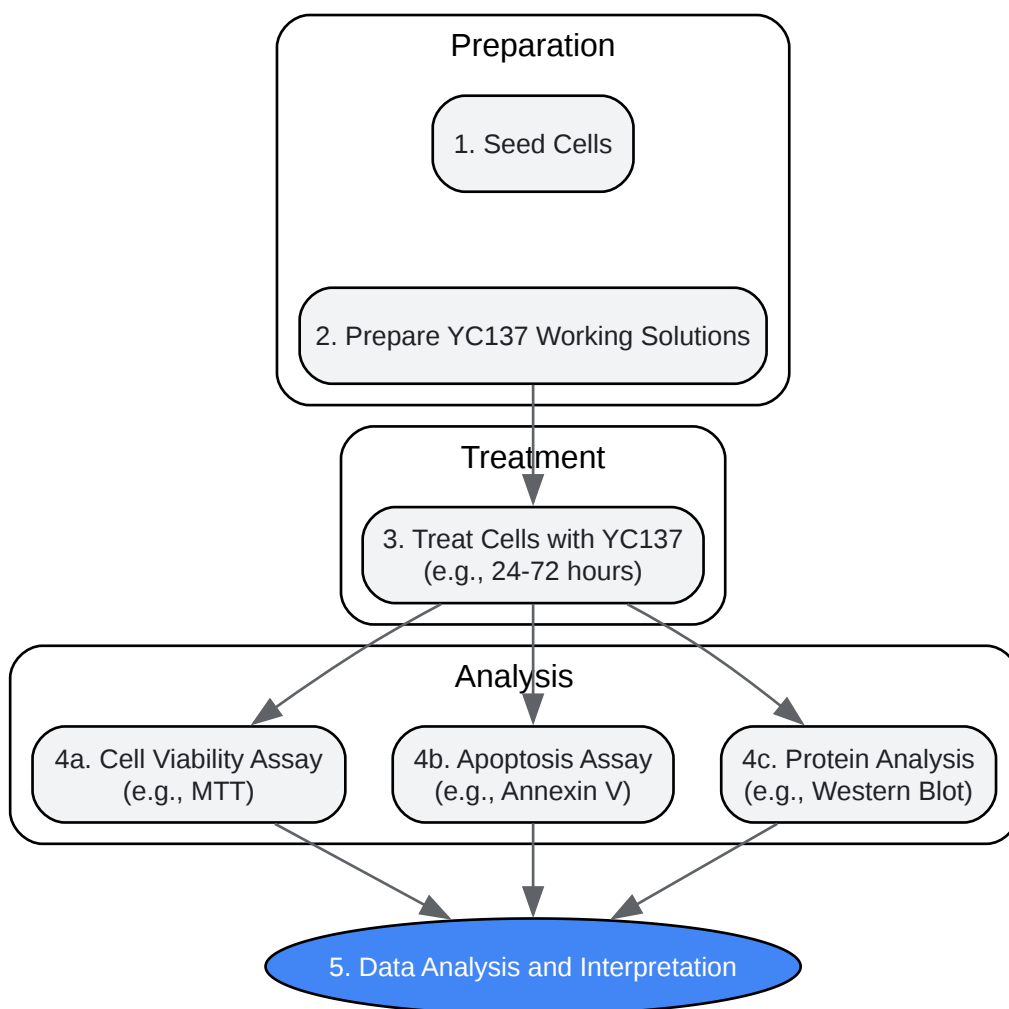 Preparation
1. Seed Cells
2. Prepare YC137 Working Solutions
Treatment
3. Treat Cells with YC137
(e.g., 24-72 hours)
Analysis
4a. Cell Viability Assay
(e.g., MTT)
4b. Apoptosis Assay
(e.g., Annexin V)
4c. Protein Analysis
(e.g., Western Blot)
5. Data Analysis and Interpretation